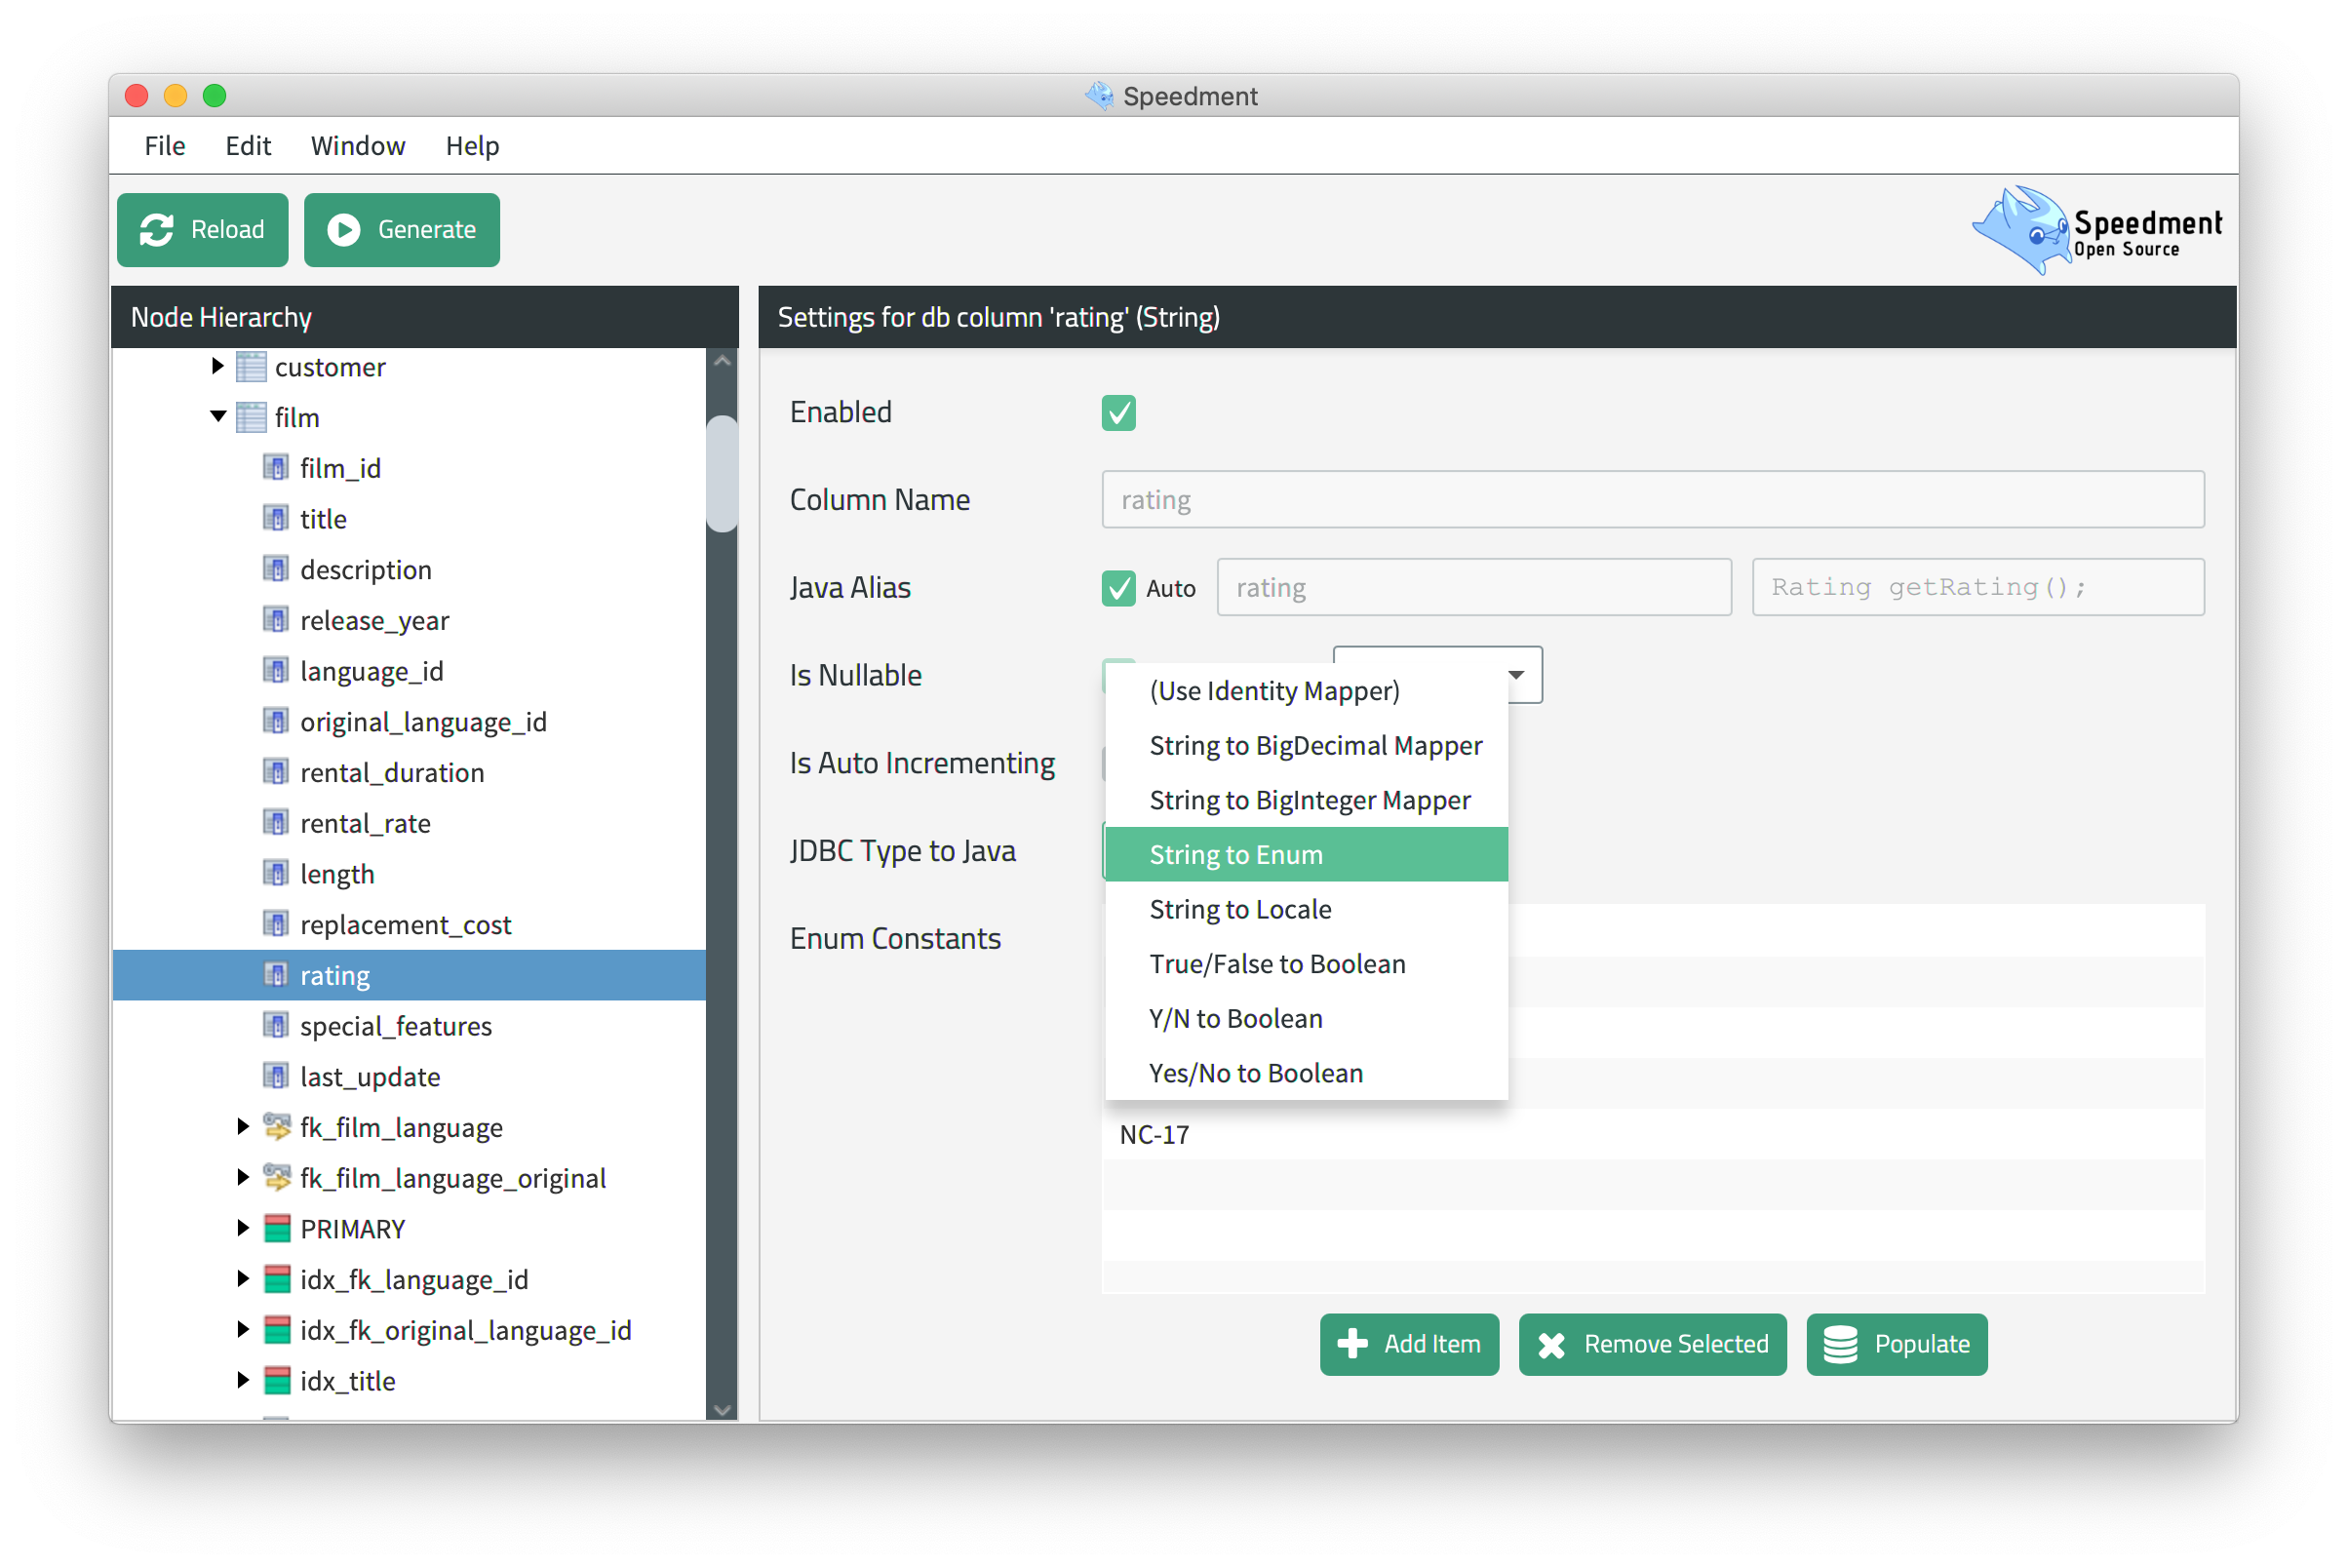 Speedment
File Edit Window Help
Reload Generate
Speedment
Open Source
Node Hierarchy
customer
film
film_id
title
description
release_year
language_id
original_language_id
rental_duration
rental_rate
length
replacement_cost
rating
special_features
last_update
fk_film_language
fk_film_language_original
PRIMARY
idx_fk_language_id
idx_fk_original_language_id
idx_title
Settings for db column 'rating' (String)
Enabled
Column Name rating
Java Alias Auto rating Rating getRating();
Is Nullable
Is Auto Incrementing
JDBC Type to Java
Enum Constants
(Use Identity Mapper)
String to BigDecimal Mapper
String to BigInteger Mapper
String to Enum
String to Locale
True/False to Boolean
Y/N to Boolean
Yes/No to Boolean
NC-17
Add Item Remove Selected Populate